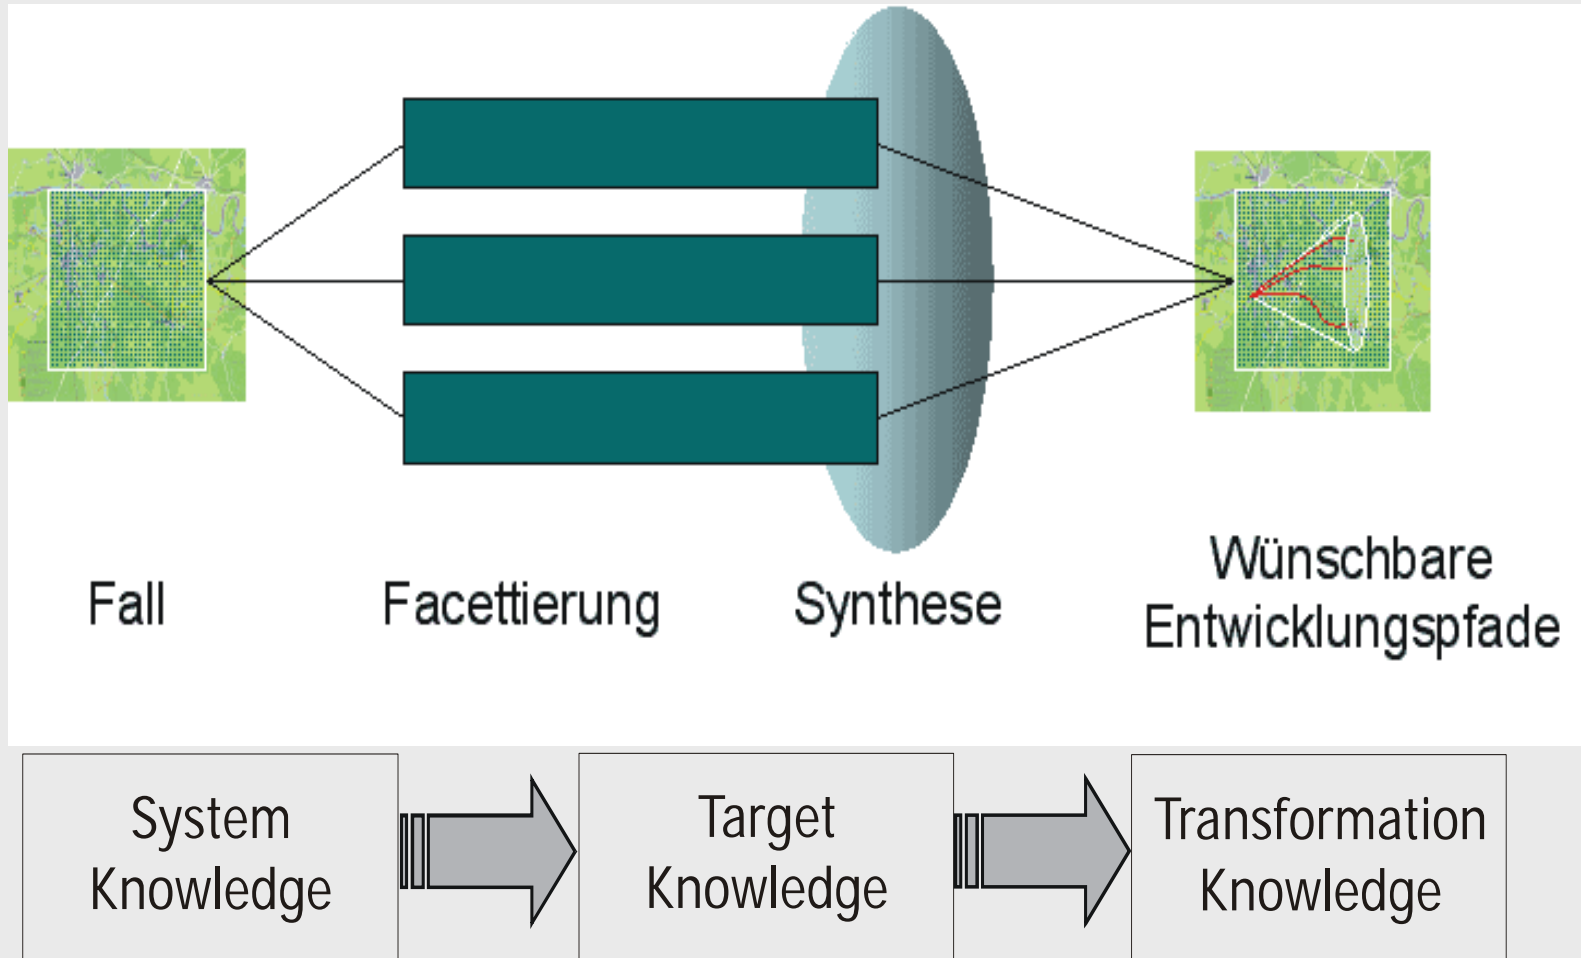 Fall
Facettierung
Synthese
Wünschbare
Entwicklungspfade
System
Knowledge
Target
Knowledge
Transformation
Knowledge